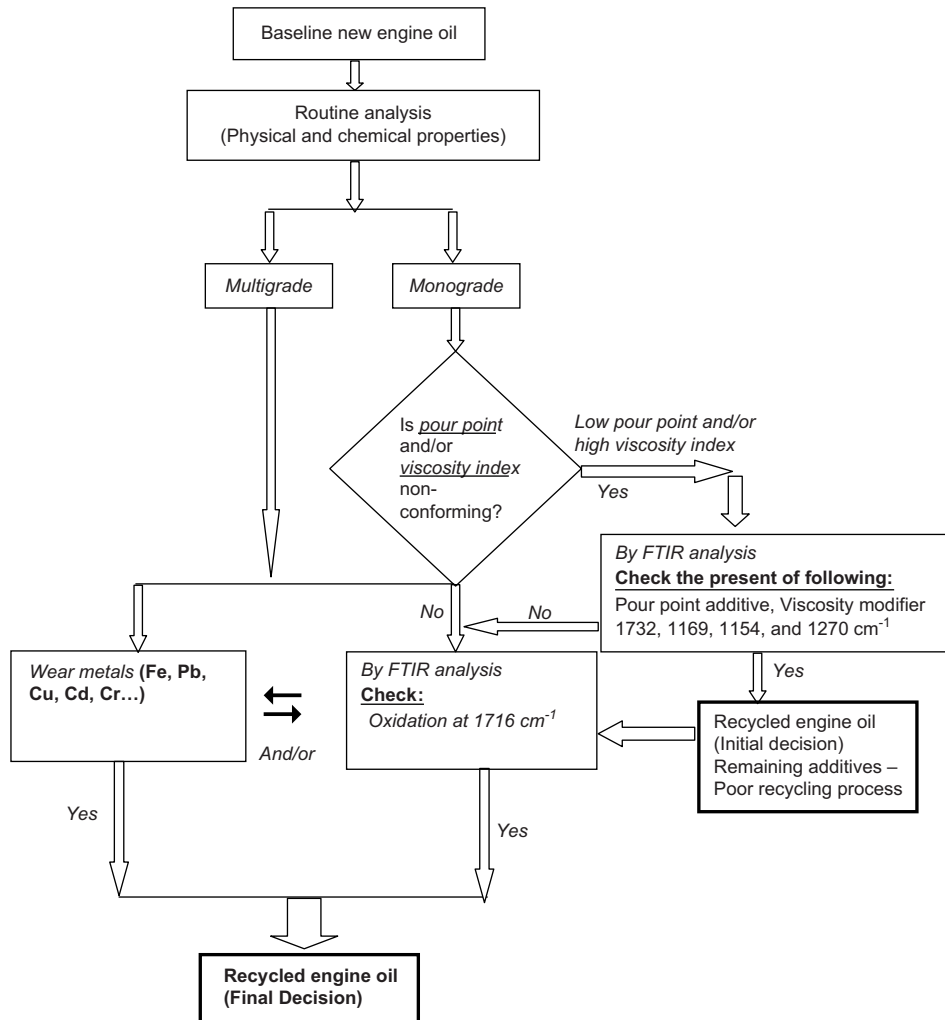 Baseline new engine oil
Routine analysis
(Physical and chemical properties)
Multigrade
Monograde
Is pour point
and/or
viscosity index
non-
conforming?
Low pour point and/or
high viscosity index
Yes
By FTIR analysis
Check the present of following:
Pour point additive, Viscosity modifier
1732, 1169, 1154, and 1270 cm⁻¹
No
No
Wear metals (Fe, Pb,
Cu, Cd, Cr…)
And/or
By FTIR analysis
Check:
Oxidation at 1716 cm⁻¹
Yes
Recycled engine oil
(Initial decision)
Remaining additives –
Poor recycling process
Yes
Yes
Recycled engine oil
(Final Decision)